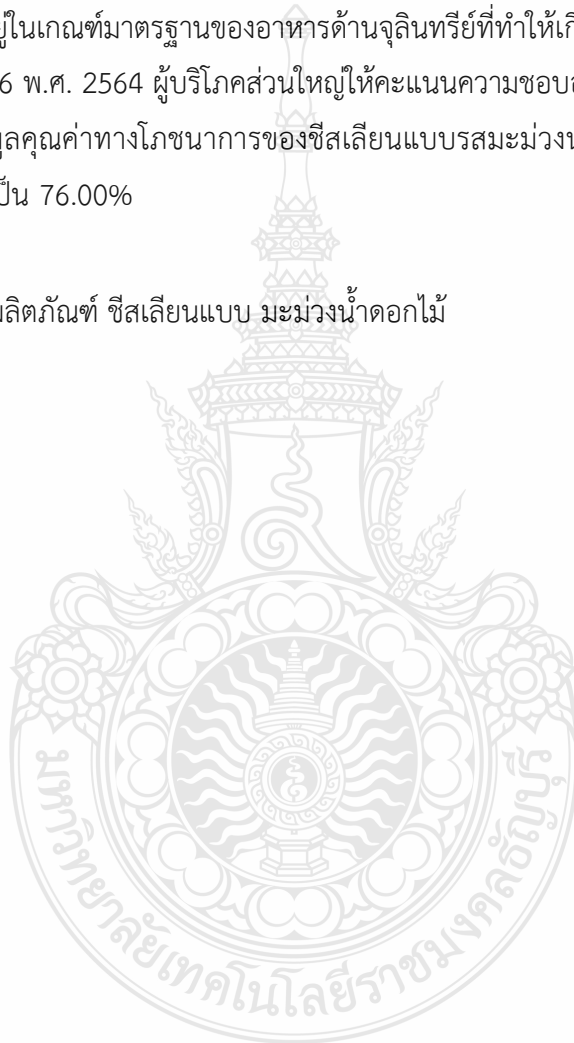 อยู่ในเกณฑ์มาตรฐานของอาหารด้านจุลินทรีย์ที่ทำให้เกิ
6 พ.ศ. 2564 ผู้บริโภคส่วนใหญ่ให้คะแนนความชอบ
มูลคุณค่าทางโภชนาการของชีสเลียนแบบรสมะม่วง
ป็น 76.00%
ผลิตภัณฑ์ ชีสเลียนแบบ มะม่วงน้ำดอกไม้
มหาวิทยาลัยเทคโนโลยีราชมงคลธัญบุรี